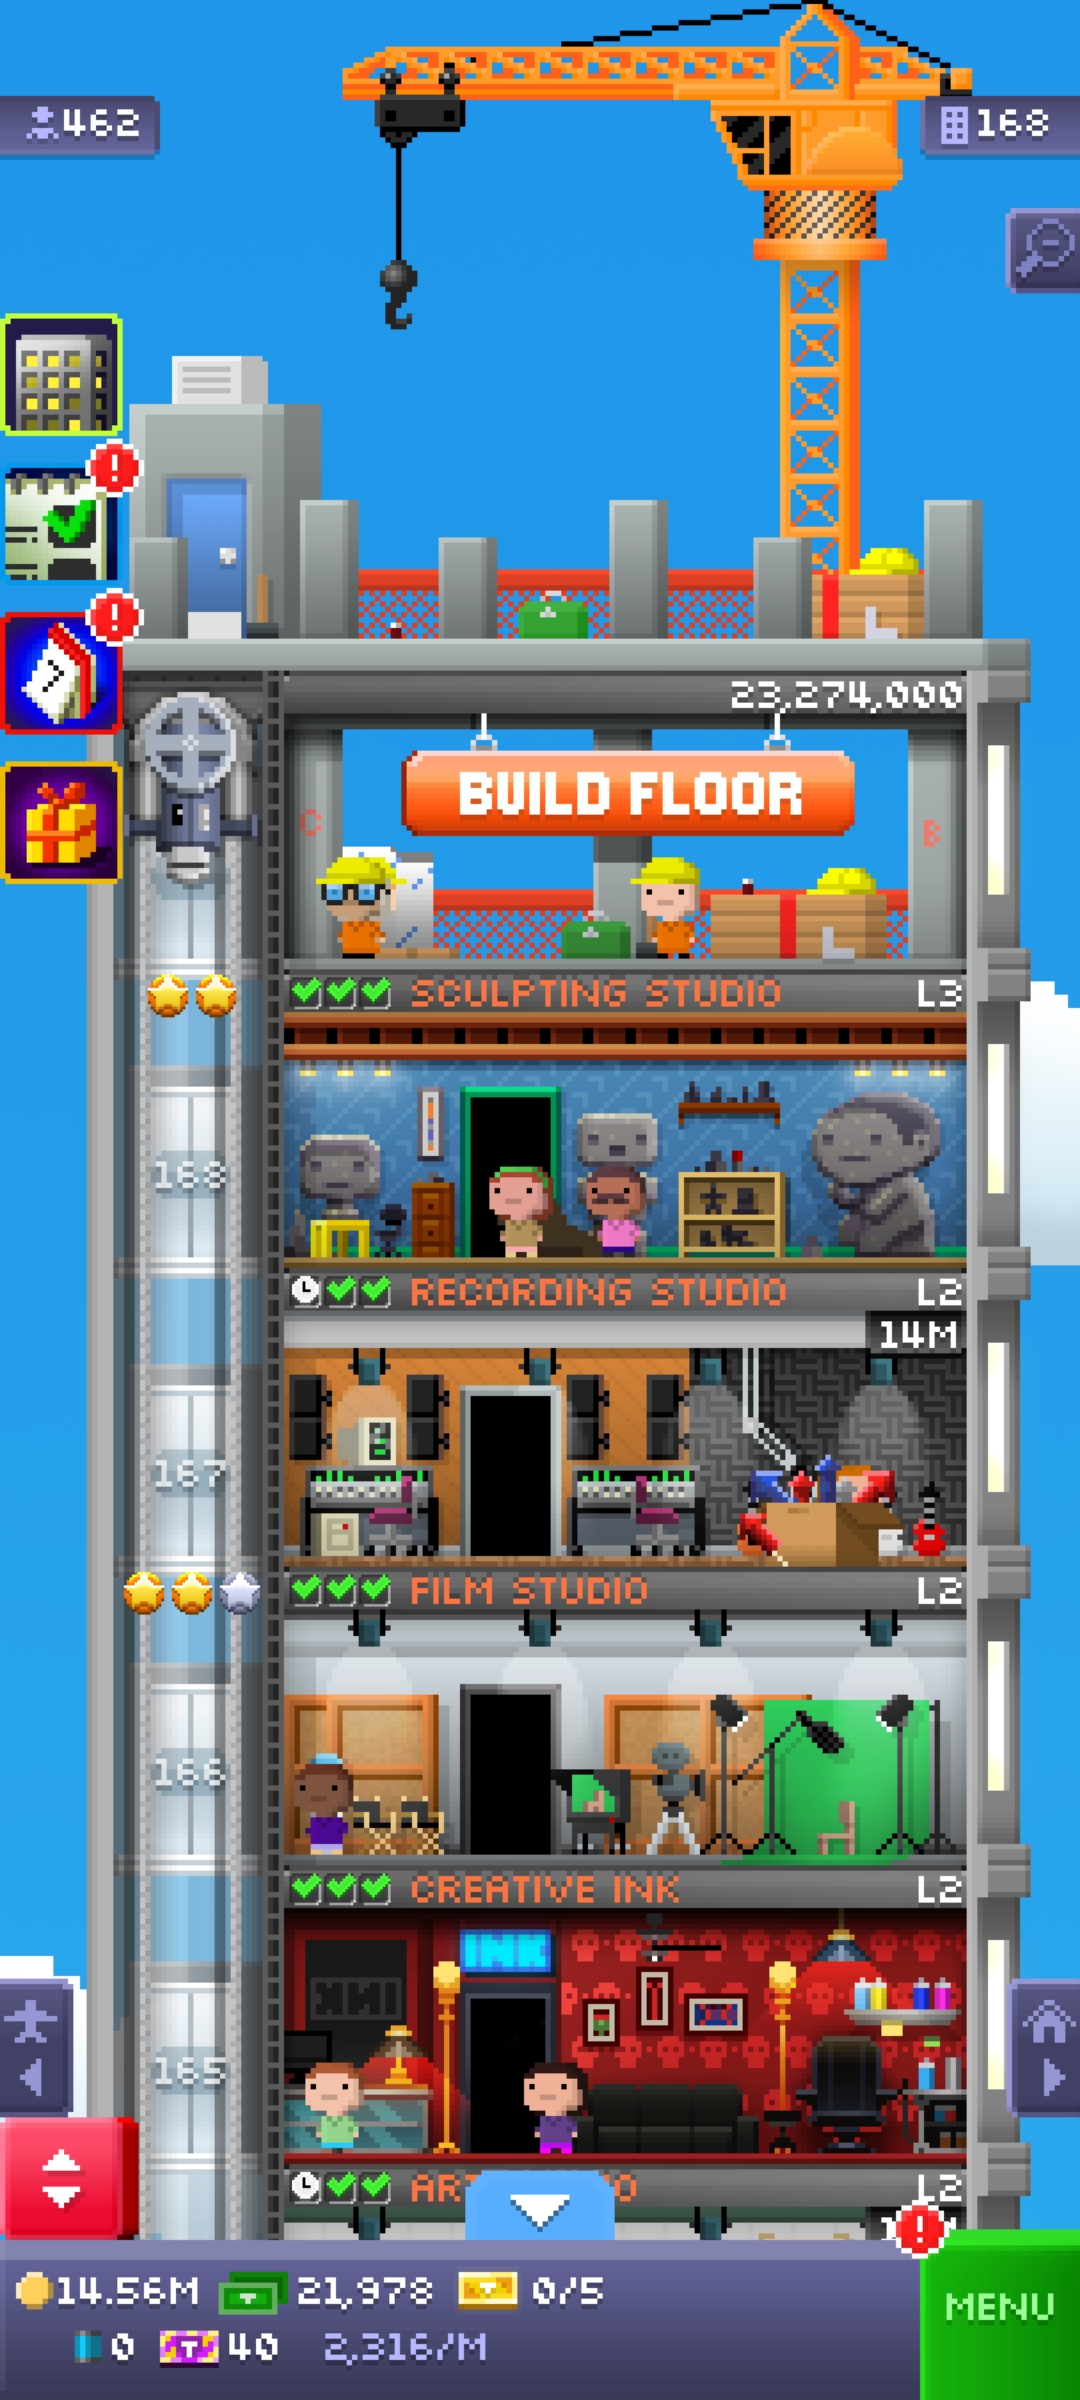 462
168
7
23,274,000
BUILD FLOOR
C
B
SCULPTING STUDIO L3
168
RECORDING STUDIO L2
14M
167
FILM STUDIO L2
166
CREATIVE INK L2
INK
165
L2
14.56M 21,978 0/5
MENU
0 T 40 2,316/M